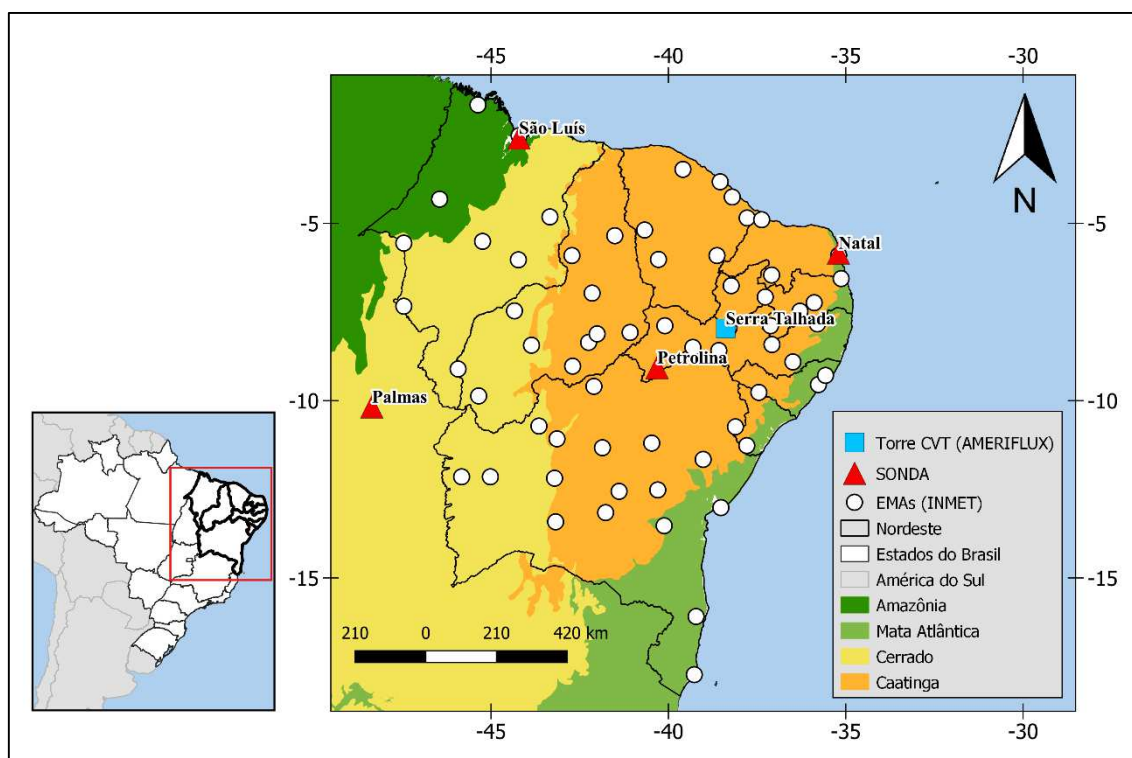 -45
-40
-35
-30
São Luís
N
-5
-5
Natal
Serra Talhada
Petrolina
Palmas
-10
-10
Torre CVT (AMERIFLUX)
SONDA
EMAs (INMET)
Nordeste
Estados do Brasil
América do Sul
Amazônia
Mata Atlântica
Cerrado
Caatinga
-15
-15
210
0
210
420 km
-45
-40
-35
-30